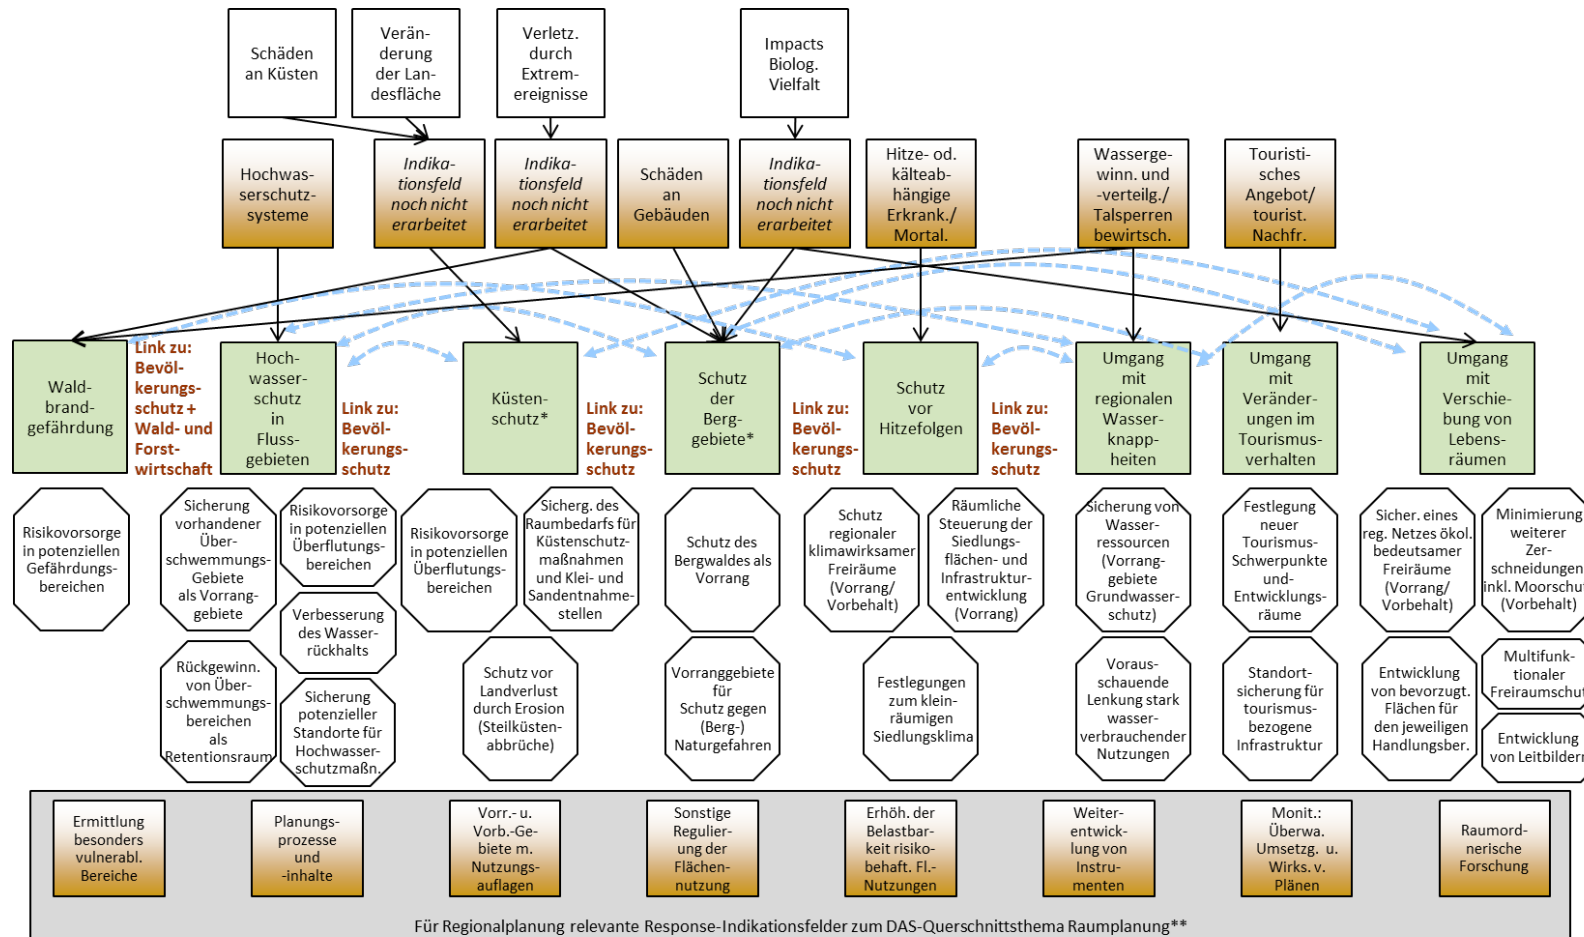 Schäden
an Küsten
Verän-
derung
der Lan-
desfläche
Verletz.
durch
Extrem-
ereignisse
Impacts
Biolog.
Vielfalt
Hochwas-
serschutz-
systeme
Indika-
tionsfeld
noch nicht
erarbeitet
Indika-
tionsfeld
noch nicht
erarbeitet
Schäden
an
Gebäuden
Indika-
tionsfeld
noch nicht
erarbeitet
Hitze- od.
kälteab-
hängige
Erkrank./
Mortal.
Wasserge-
winn. und
-verteilg./
Talsperren
bewirtsch.
Touristi-
sches
Angebot/
tourist.
Nachfr.
Wald-
brand-
gefährdung
Link zu:
Bevöl-
kerungs-
schutz +
Wald- und
Forst-
wirtschaft
Hoch-
wasser-
schutz
in
Fluss-
gebieten
Link zu:
Bevöl-
kerungs-
schutz
Küsten-
schutz*
Link zu:
Bevöl-
kerungs-
schutz
Schutz
der
Berg-
gebiete*
Link zu:
Bevöl-
kerungs-
schutz
Schutz
vor
Hitzefolgen
Link zu:
Bevöl-
kerungs-
schutz
Umgang
mit
regionalen
Wasser-
knapp-
heiten
Umgang
mit
Veränder-
ungen im
Tourismus-
verhalten
Umgang
mit
Verschie-
bung von
Lebens-
räumen
Risikovorsorge
in potenziellen
Gefährdungs-
bereichen
Sicherung
vorhandener
Über-
schwemmungs-
Gebiete
als Vorrang-
gebiete
Risikovorsorge
in potenziellen
Überflutungs-
bereichen
Verbesserung
des Wasser-
rückhalts
Rückgewinn.
von Über-
schwemmungs-
bereichen
als
Retentionsraum
Sicherung
potenzieller
Standorte für
Hochwasser-
schutzmaßn.
Risikovorsorge
in potenziellen
Überflutungs-
bereichen
Sicherg. des
Raumbedarfs für
Küstenschutz-
maßnahmen
und Klei- und
Sandentnahme-
stellen
Schutz vor
Landverlust
durch Erosion
(Steilküsten-
abbrüche)
Schutz des
Bergwaldes als
Vorrang
Vorranggebiete
für
Schutz gegen
(Berg-)
Naturgefahren
Schutz
regionaler
klimawirksamer
Freiräume
(Vorrang/
Vorbehalt)
Räumliche
Steuerung der
Siedlungs-
flächen- und
Infrastruktur-
entwicklung
(Vorrang)
Festlegungen
zum klein-
räumigen
Siedlungsklima
Sicherung von
Wasser-
ressourcen
(Vorrang-
gebiete
Grundwasser-
schutz)
Voraus-
schauende
Lenkung stark
wasser-
verbrauchender
Nutzungen
Festlegung
neuer
Tourismus-
Schwerpunkte
und-
Entwicklungs-
räume
Standort-
sicherung für
tourismus-
bezogene
Infrastruktur
Sicher. eines
reg. Netzes ökol.
bedeutsamer
Freiräume
(Vorrang/
Vorbehalt)
Entwicklung
von bevorzugt.
Flächen für
den jeweiligen
Handlungsber.
Minimierung
weiterer
Zer-
schneidungen
inkl. Moorschutz
(Vorbehalt)
Multifunk-
tionaler
Freiraumschutz
Entwicklung
von Leitbildern
Ermittlung
besonders
vulnerabl.
Bereiche
Planungs-
prozesse
und
-inhalte
Vorr.- u.
Vorb.-Ge-
biete m.
Nutzungs-
auflagen
Sonstige
Regulier-
ung der
Flächen-
nutzung
Erhöh. der
Belastbar-
keit risiko-
behaft. Fl.-
Nutzungen
Weiter-
entwick-
lung von
Instru-
menten
Monit.:
Überwa.
Umsetzg. u.
Wirks. v.
Plänen
Raumord-
nerische
Forschung
Für Regionalplanung relevante Response-Indikationsfelder zum DAS-Querschnittsthema Raumplanung**